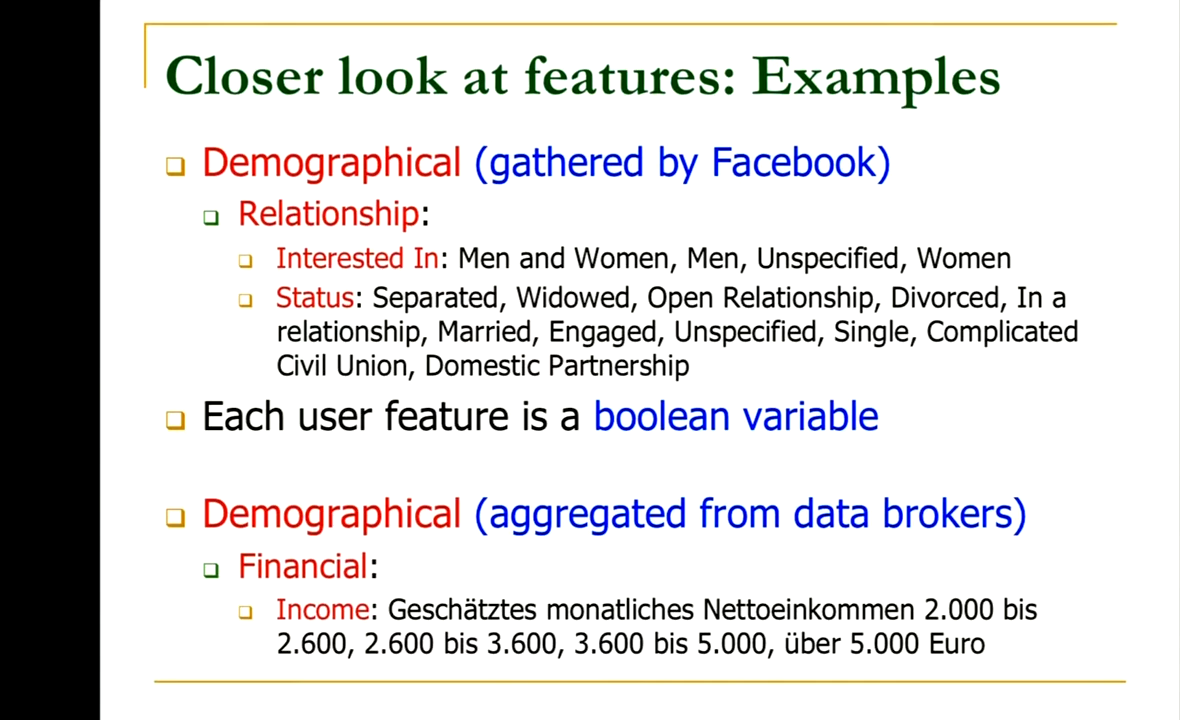 Closer look at features: Examples
Demographical (gathered by Facebook)
Relationship:
Interested In: Men and Women, Men, Unspecified, Women
Status: Separated, Widowed, Open Relationship, Divorced, In a
relationship, Married, Engaged, Unspecified, Single, Complicated
Civil Union, Domestic Partnership
Each user feature is a boolean variable
Demographical (aggregated from data brokers)
Financial:
Income: Geschätztes monatliches Nettoeinkommen 2.000 bis
2.600, 2.600 bis 3.600, 3.600 bis 5.000, über 5.000 Euro